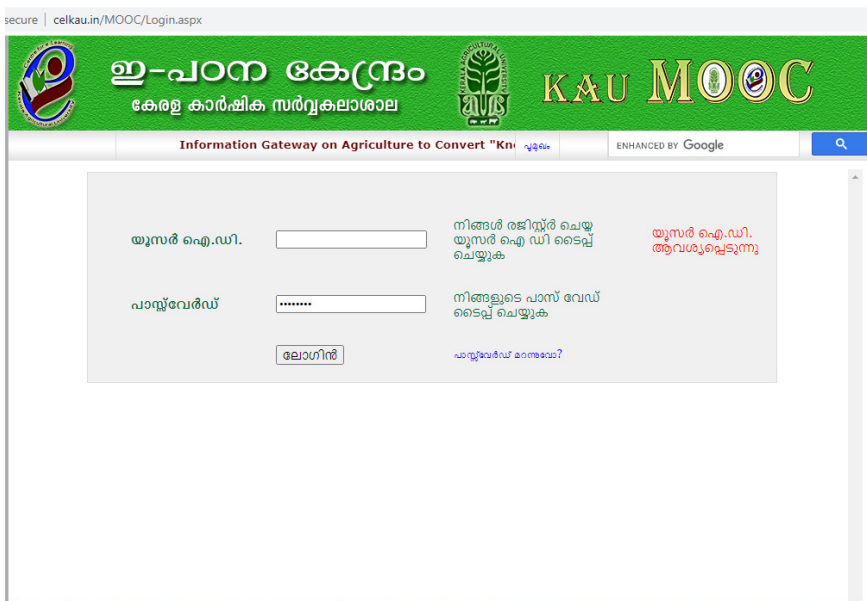 secure | celkau.in/MOOC/Login.aspx
ഇ-പഠന കേന്ദ്രം
കേരള കാർഷിക സർവ്വകലാശാല
KAU MOOC
Information Gateway on Agriculture to Convert "Kn
പൂമുഖം
ENHANCED BY Google
യൂസർ ഐ.ഡി.
നിങ്ങൾ രജിസ്റ്റർ ചെയ്ത
യൂസർ ഐ ഡി ടൈപ്പ്
ചെയ്യുക
യൂസർ ഐ.ഡി.
ആവശ്യപ്പെടുന്നു
പാസ്സ്‌വേർഡ്
നിങ്ങളുടെ പാസ് വേഡ്
ടൈപ്പ് ചെയ്യുക
ലോഗിൻ
പാസ്സ്‌വേർഡ് മറന്നുവോ?